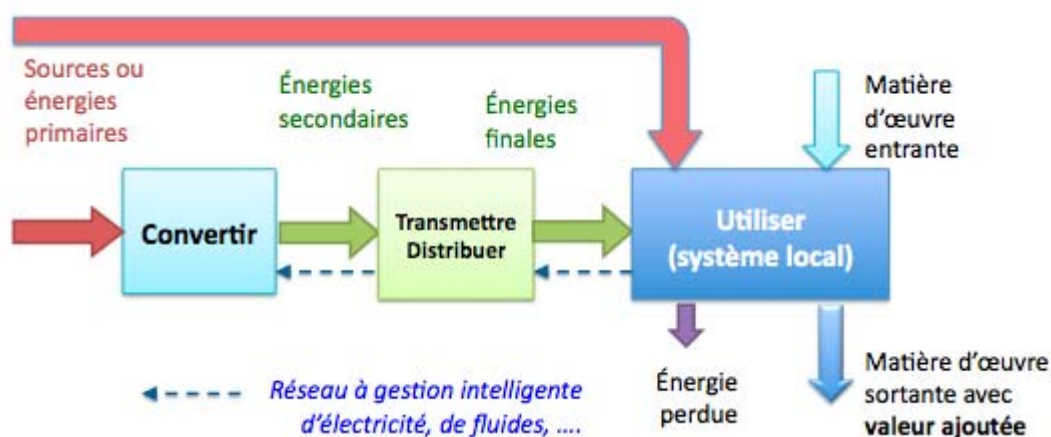 Sources ou
énergies
primaires
Énergies
secondaires
Énergies
finales
Matière
d'œuvre
entrante
Convertir
Transmettre
Distribuer
Utiliser
(système local)
Réseau à gestion intelligente
d'électricité, de fluides, ....
Énergie
perdue
Matière d'œuvre
sortante avec
valeur ajoutée